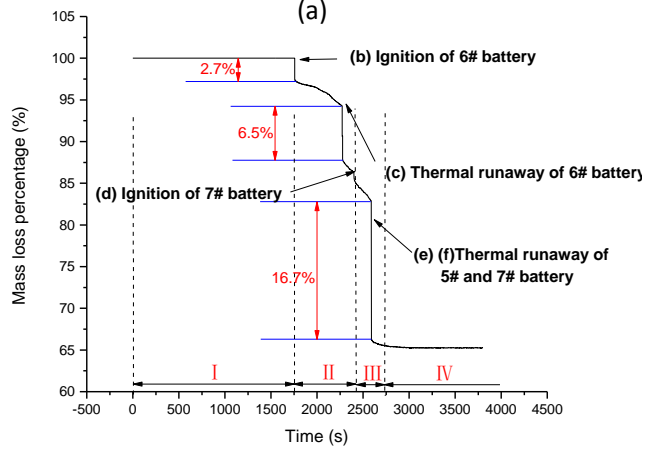 (a)
100
95
90
85
80
75
70
65
60
Mass loss percentage (%)
(b) Ignition of 6# battery
2.7%
6.5%
(c) Thermal runaway of 6# battery
(d) Ignition of 7# battery
(e) (f)Thermal runaway of
5# and 7# battery
16.7%
I
II
III
IV
-500 0 500 1000 1500 2000 2500 3000 3500 4000 4500
Time (s)